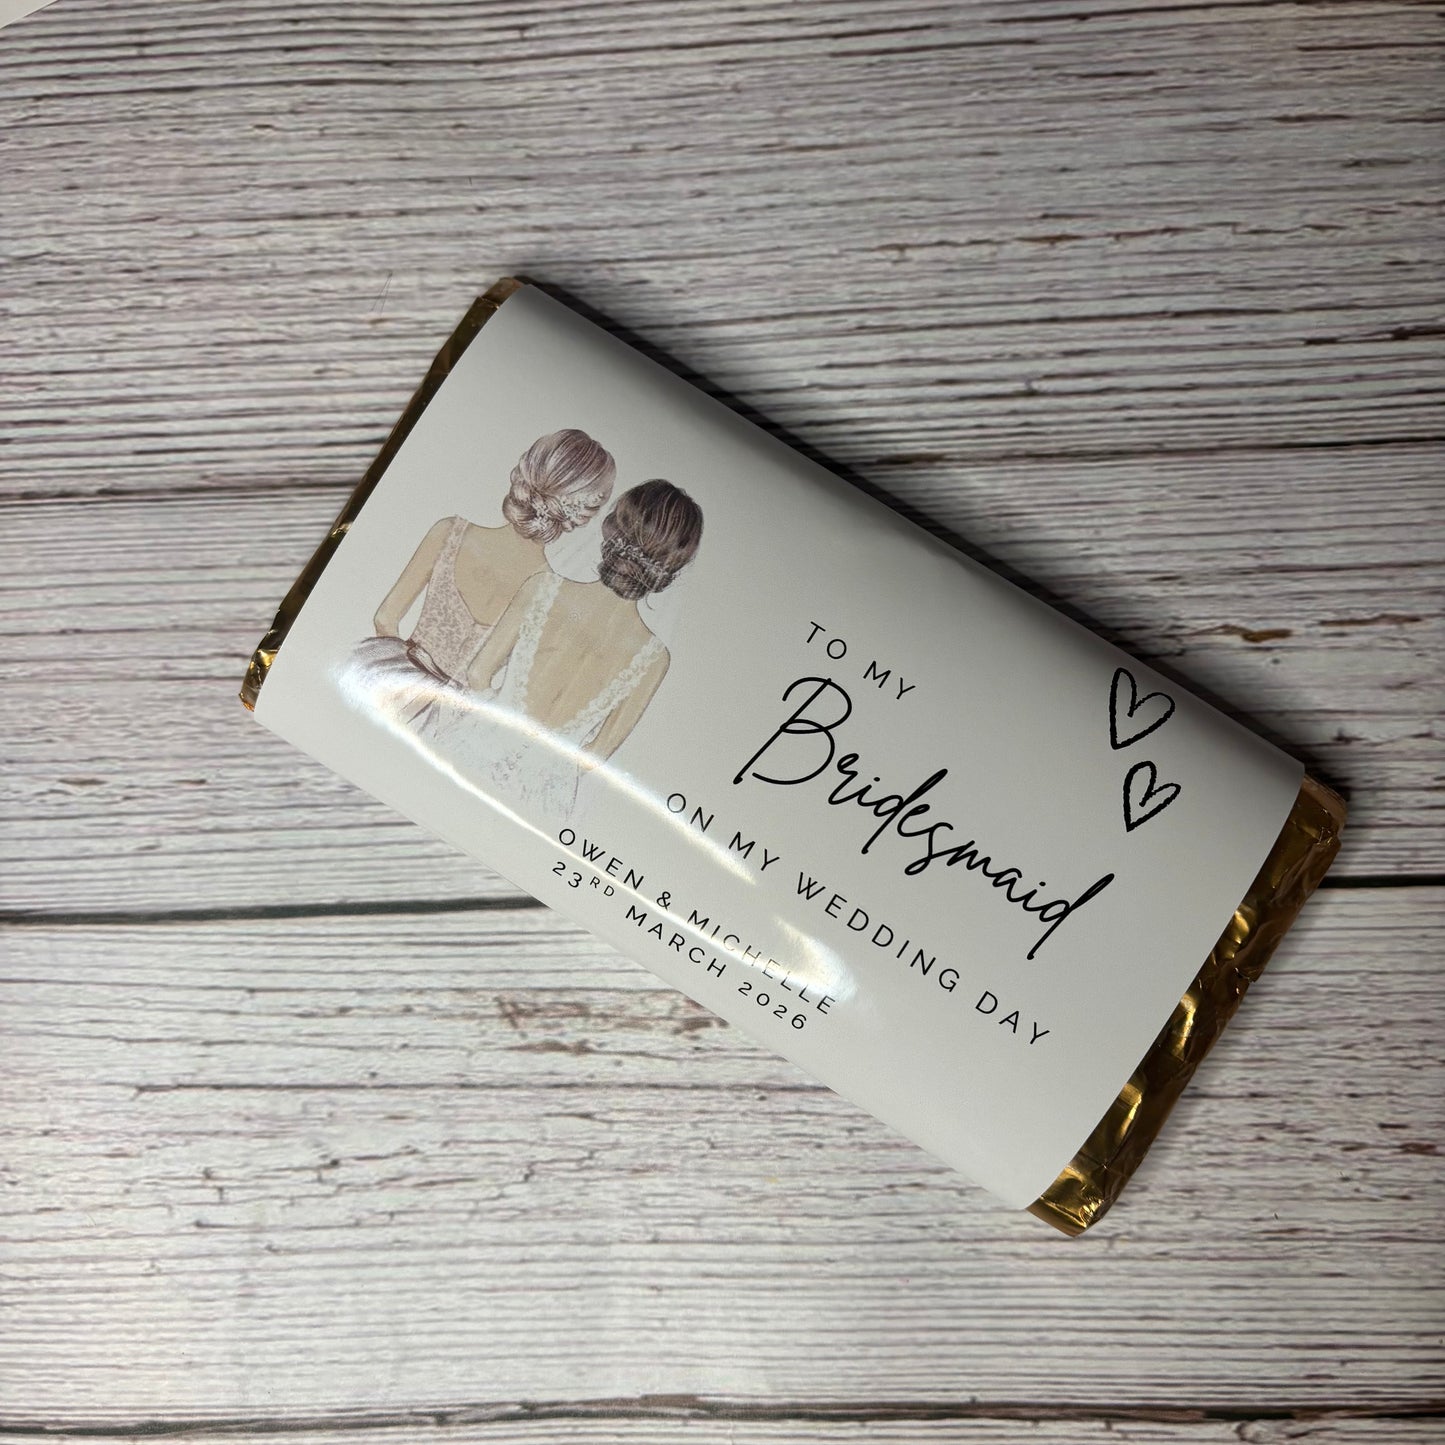 TO MY
Bridesmaid
ON MY WEDDING DAY
OWEN & MICHELLE
23RD MARCH 2026